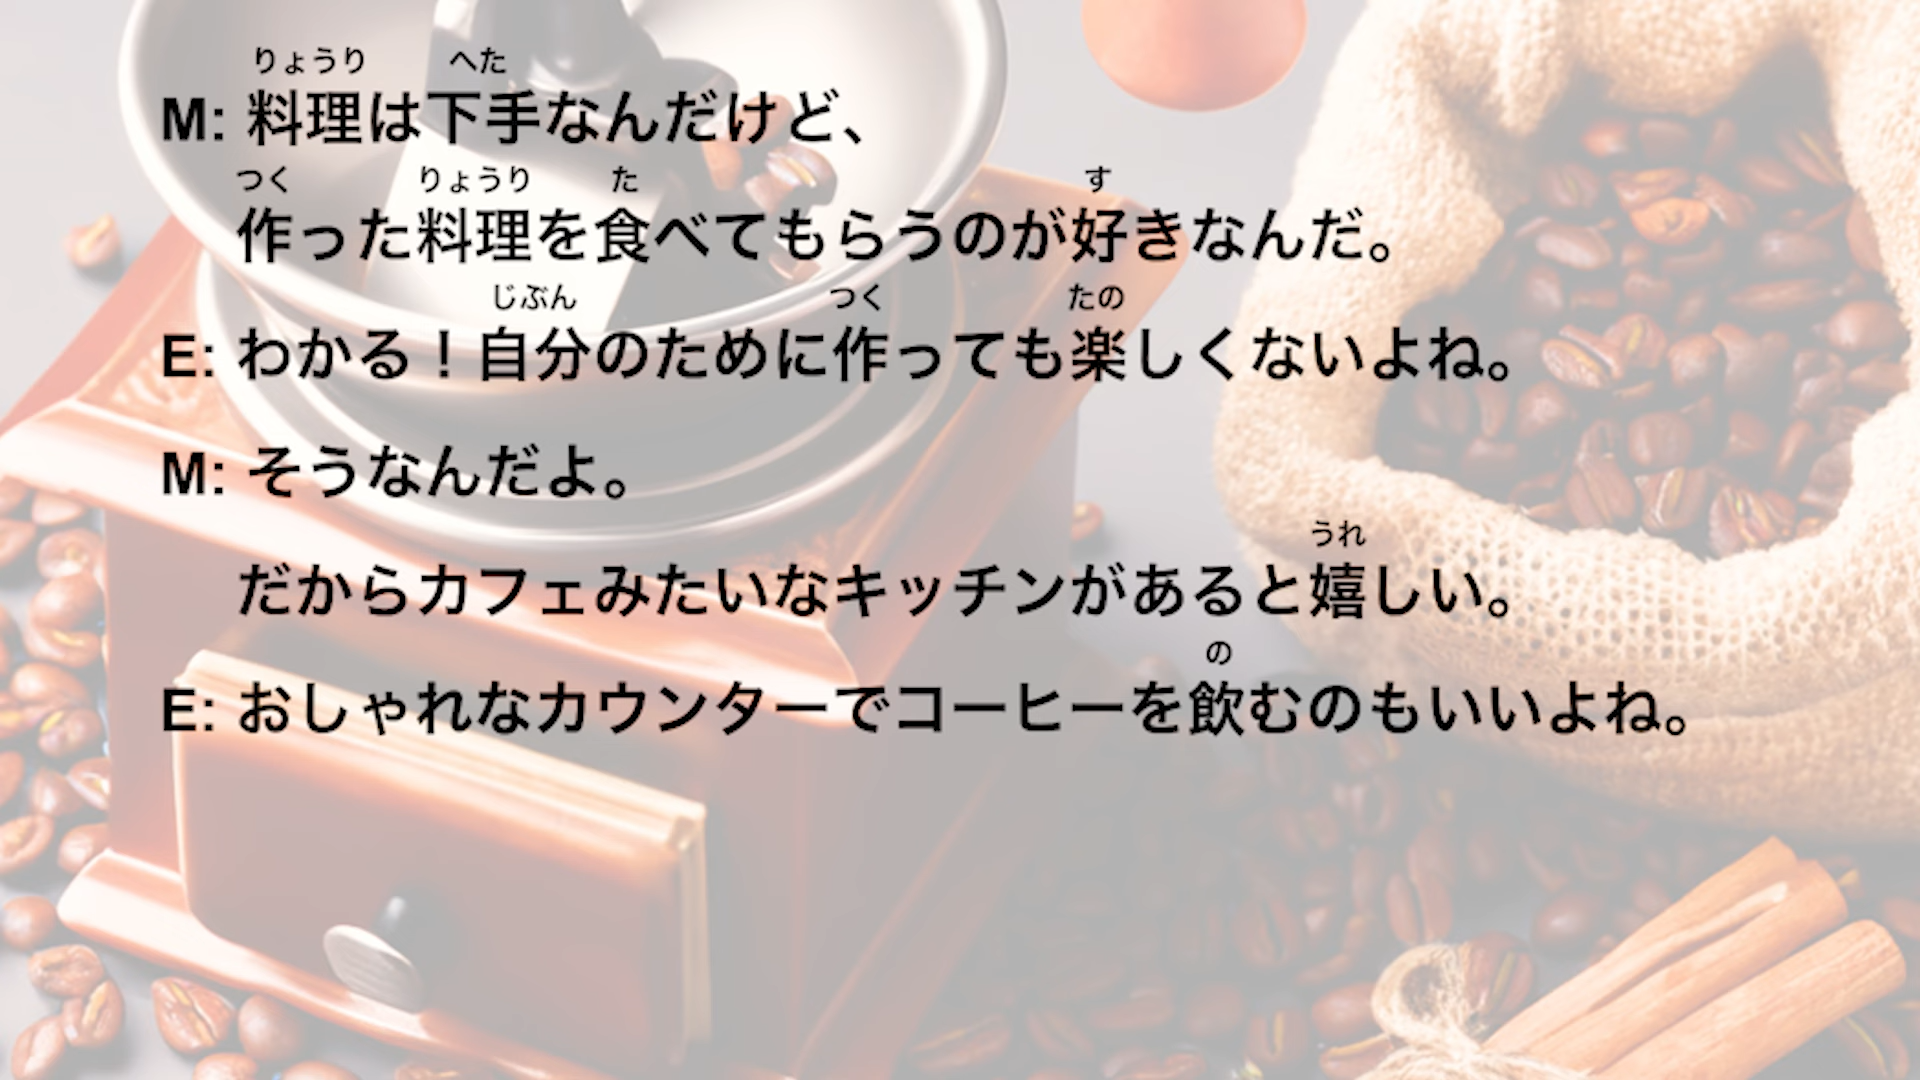 りょうり へた
M: 料理は下手なんだけど、
つく りょうり た す
作った料理を食べてもらうのが好きなんだ。
じぶん つく たの
E: わかる！自分のために作っても楽しくないよね。
M: そうなんだよ。
うれ
だからカフェみたいなキッチンがあると嬉しい。
の
E: おしゃれなカウンターでコーヒーを飲むのもいいよね。